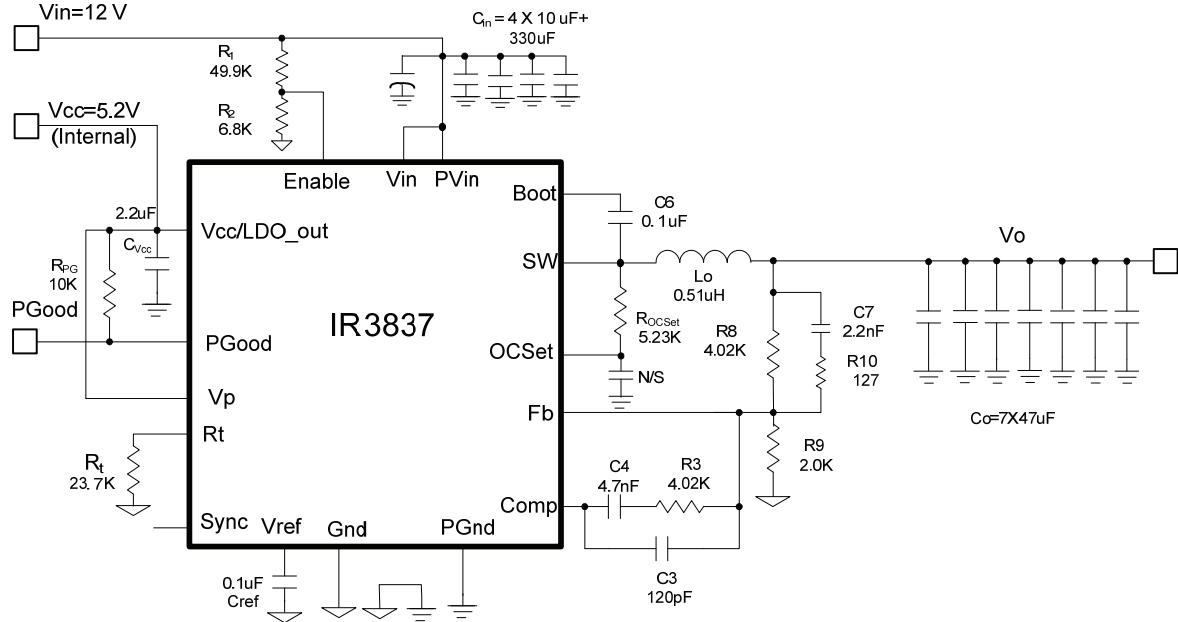 Vin=12 V
Cin = 4 X 10 uF+
330uF
R1
49.9K
R2
6.8K
Vcc=5.2V
(Internal)
Enable
Vin
PVin
Boot
C6
0.1uF
2.2uF
CVcc
Vcc/LDO_out
RPG
10K
SW
Lo
0.51uH
Vo
PGood
PGood
IR3837
ROCSet
5.23K
OCSet
N/S
R8
4.02K
C7
2.2nF
R10
127
Vp
Fb
Co=7X47uF
Rt
Rt
23.7K
R9
2.0K
C4
4.7nF
R3
4.02K
Comp
Sync
Vref
Gnd
PGnd
C3
120pF
0.1uF
Cref